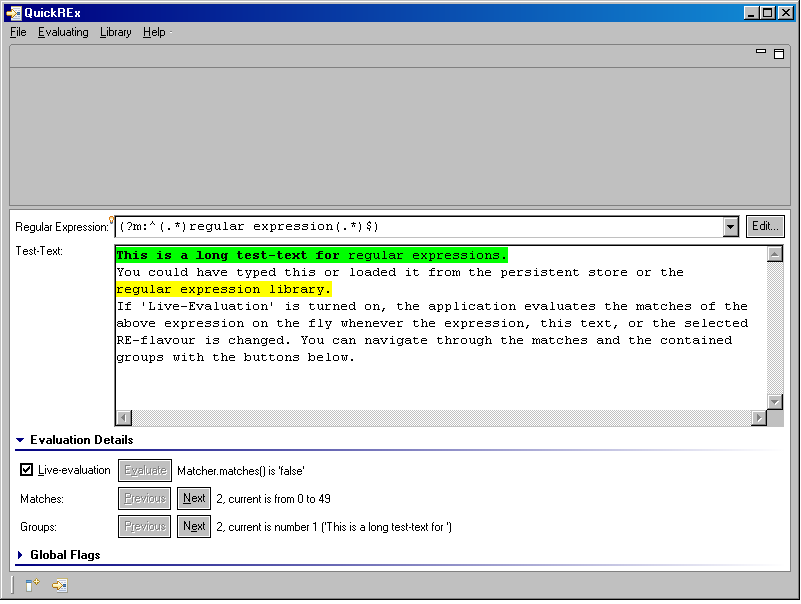 QuickREx
File Evaluating Library Help
Regular Expression: (?m:^(.*)regular expression(.*)$) Edit...
Test-Text:
This is a long test-text for regular expressions.
You could have typed this or loaded it from the persistent store or the
regular expression library.
If 'Live-Evaluation' is turned on, the application evaluates the matches of the
above expression on the fly whenever the expression, this text, or the selected
RE-flavour is changed. You can navigate through the matches and the contained
groups with the buttons below.
Evaluation Details
Live-evaluation Evaluate Matcher.matches() is 'false'
Matches: Previous Next 2, current is from 0 to 49
Groups: Previous Next 2, current is number 1 ('This is a long test-text for ')
Global Flags